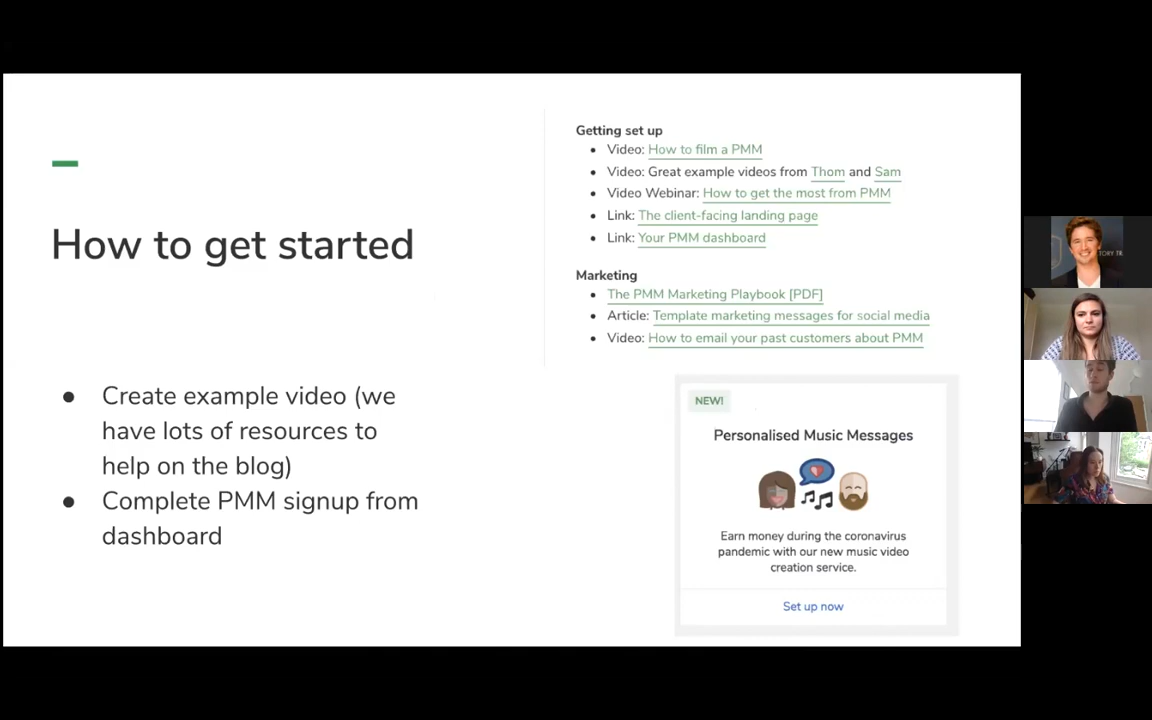 How to get started
● Create example video (we
have lots of resources to
help on the blog)
● Complete PMM signup from
dashboard
Getting set up
• Video: How to film a PMM
• Video: Great example videos from Thom and Sam
• Video Webinar: How to get the most from PMM
• Link: The client-facing landing page
• Link: Your PMM dashboard
Marketing
• The PMM Marketing Playbook [PDF]
• Article: Template marketing messages for social media
• Video: How to email your past customers about PMM
NEW!
Personalised Music Messages
Earn money during the coronavirus
pandemic with our new music video
creation service.
Set up now